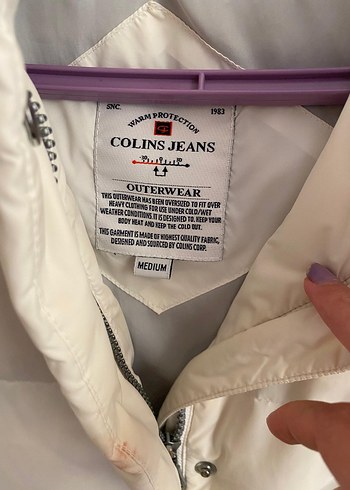 SNC. 1983
WARM PROTECTION
COLINS JEANS
OUTERWEAR
THIS OUTERWEAR HAS BEEN OVERSIZED TO FIT OVER
HEAVY CLOTHING FOR USE UNDER COLD/WET
WEATHER CONDITIONS. IT IS DESIGNED TO. KEEP YOUR
BODY HEAT AND KEEP THE COLD OUT.
THIS GARMENT IS MADE OF HIGHEST QUALITY FABRIC,
DESIGNED AND SOURCED BY COLINS CORP.
MEDIUM